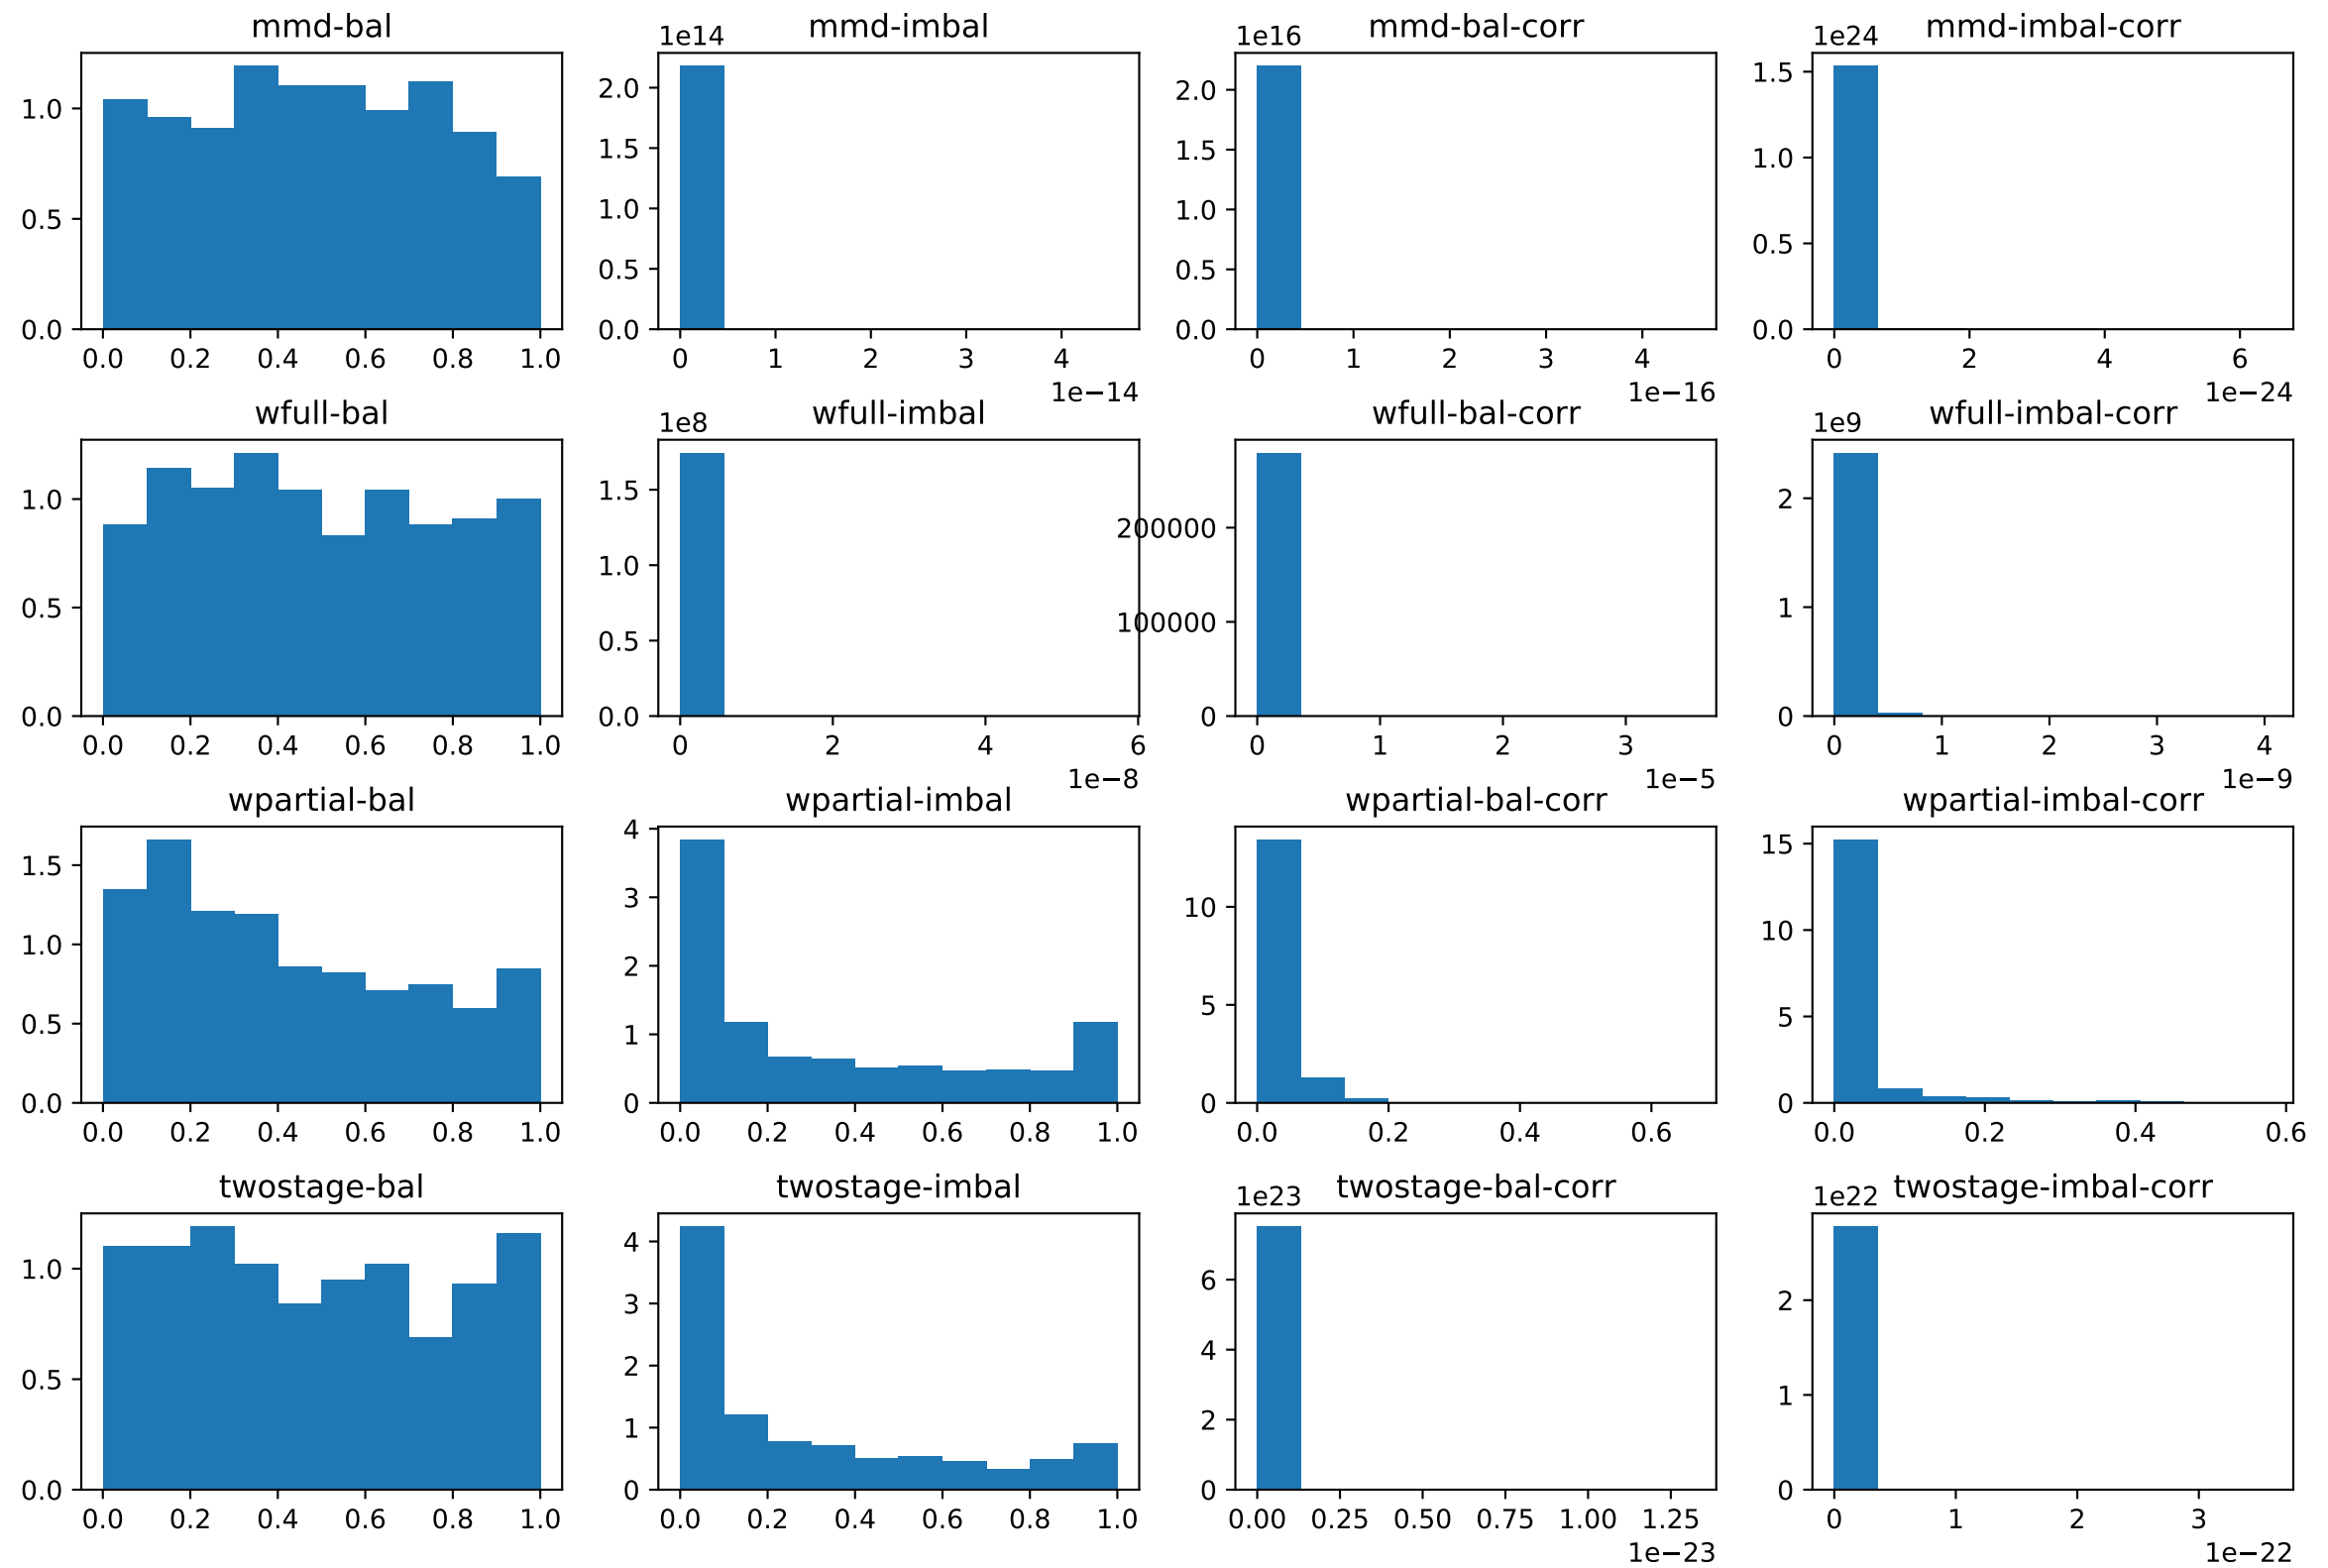 mmd-bal
0.0
0.5
1.0
0.0 0.2 0.4 0.6 0.8 1.0
mmd-imbal
1e14
0.0
0.5
1.0
1.5
2.0
0 1 2 3 4
1e−14
mmd-bal-corr
1e16
0.0
0.5
1.0
1.5
2.0
0 1 2 3 4
1e−16
mmd-imbal-corr
1e24
0.0
0.5
1.0
1.5
0 2 4 6
1e−24
wfull-bal
0.0
0.5
1.0
0.0 0.2 0.4 0.6 0.8 1.0
wfull-imbal
1e8
0.0
0.5
1.0
1.5
0 2 4 6
1e−8
wfull-bal-corr
0
100000
200000
0 1 2 3
1e−5
wfull-imbal-corr
1e9
0
1
2
0 1 2 3 4
1e−9
wpartial-bal
0.0
0.5
1.0
1.5
0.0 0.2 0.4 0.6 0.8 1.0
wpartial-imbal
0
1
2
3
4
0.0 0.2 0.4 0.6 0.8 1.0
wpartial-bal-corr
0
5
10
0.0 0.2 0.4 0.6
wpartial-imbal-corr
0
5
10
15
0.0 0.2 0.4 0.6
twostage-bal
0.0
0.5
1.0
0.0 0.2 0.4 0.6 0.8 1.0
twostage-imbal
0
1
2
3
4
0.0 0.2 0.4 0.6 0.8 1.0
twostage-bal-corr
1e23
0
2
4
6
0.00 0.25 0.50 0.75 1.00 1.25
1e−23
twostage-imbal-corr
1e22
0
1
2
0 1 2 3
1e−22